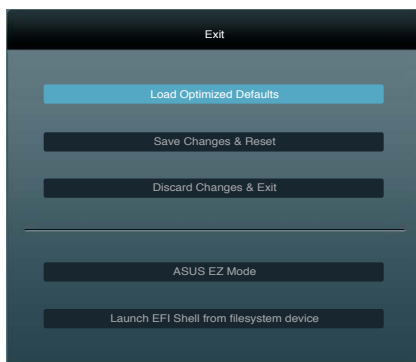 Exit
Load Optimized Defaults
Save Changes & Reset
Discard Changes & Exit
ASUS EZ Mode
Launch EFI Shell from filesystem device